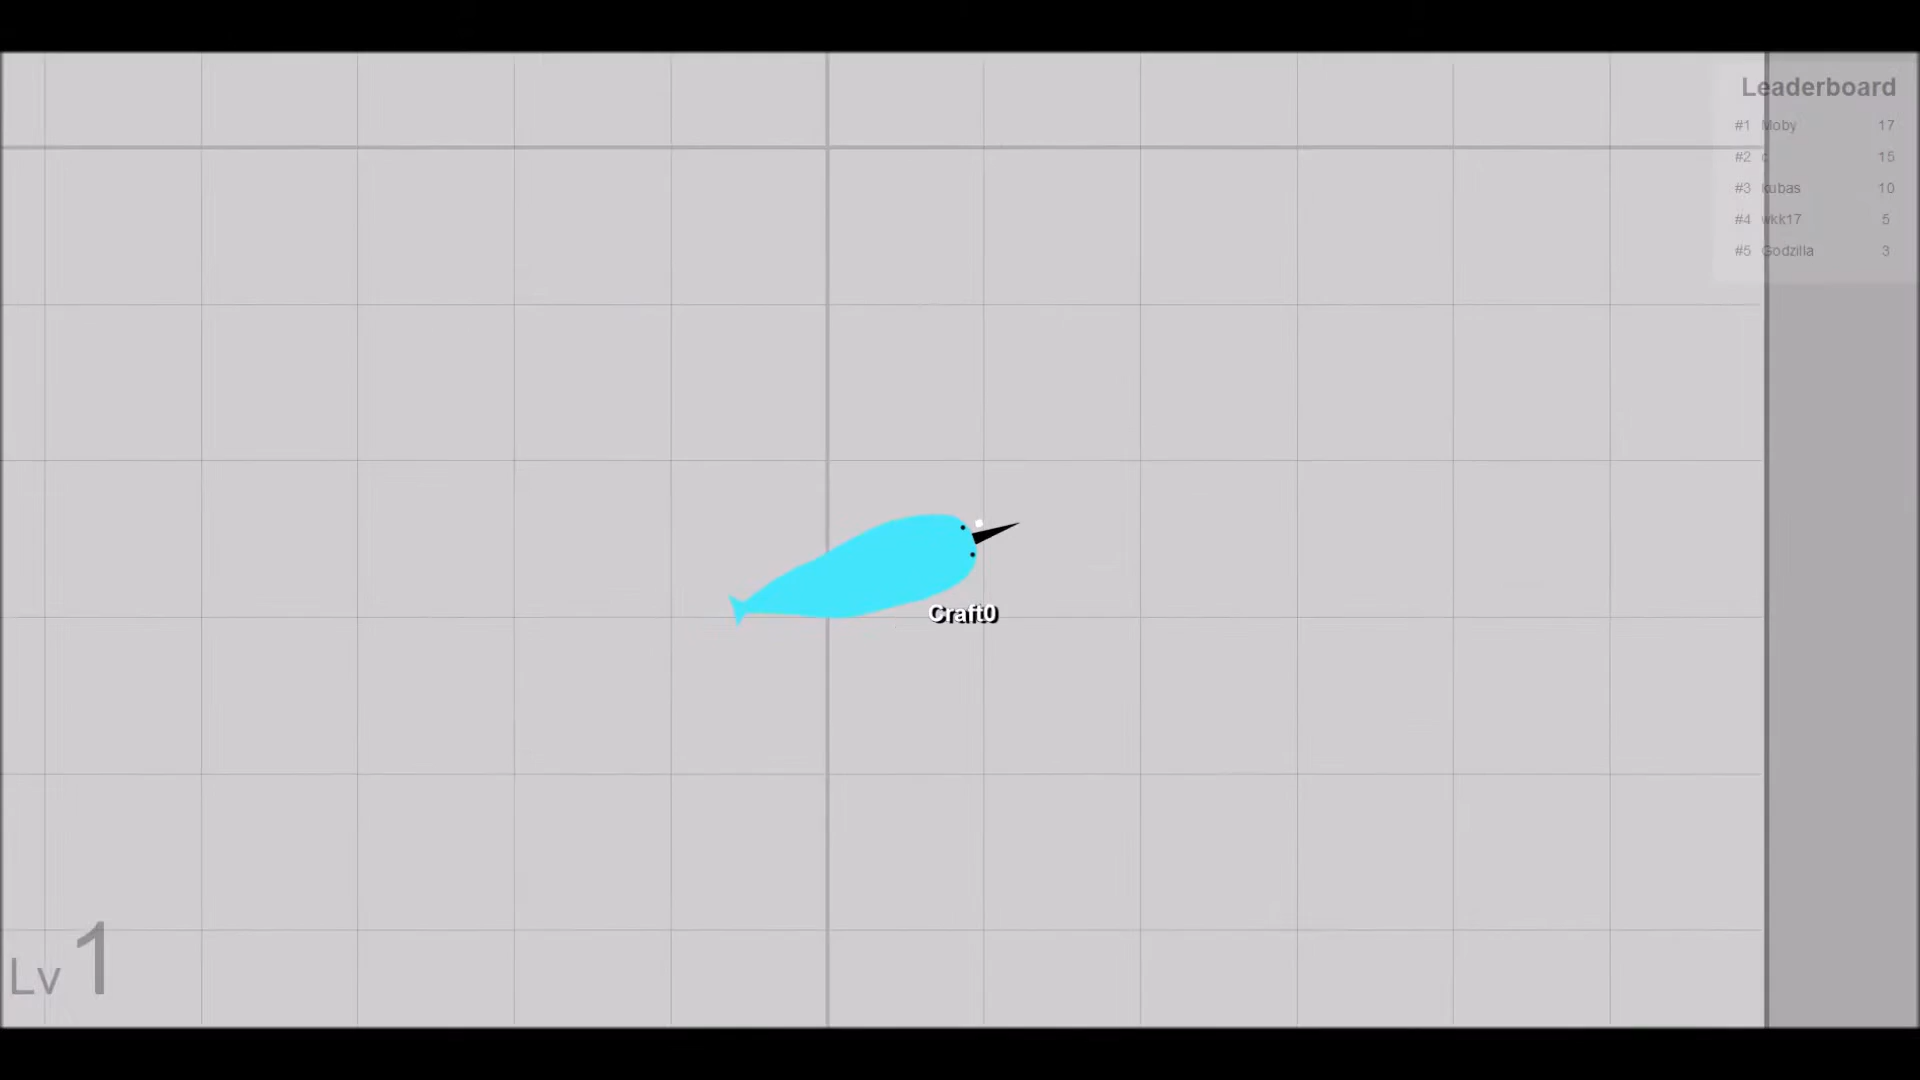 Leaderboard
#1 Moby 17
#2 c 15
#3 kubas 10
#4 wkk17 5
#5 Godzilla 3
Craft0
Lv 1